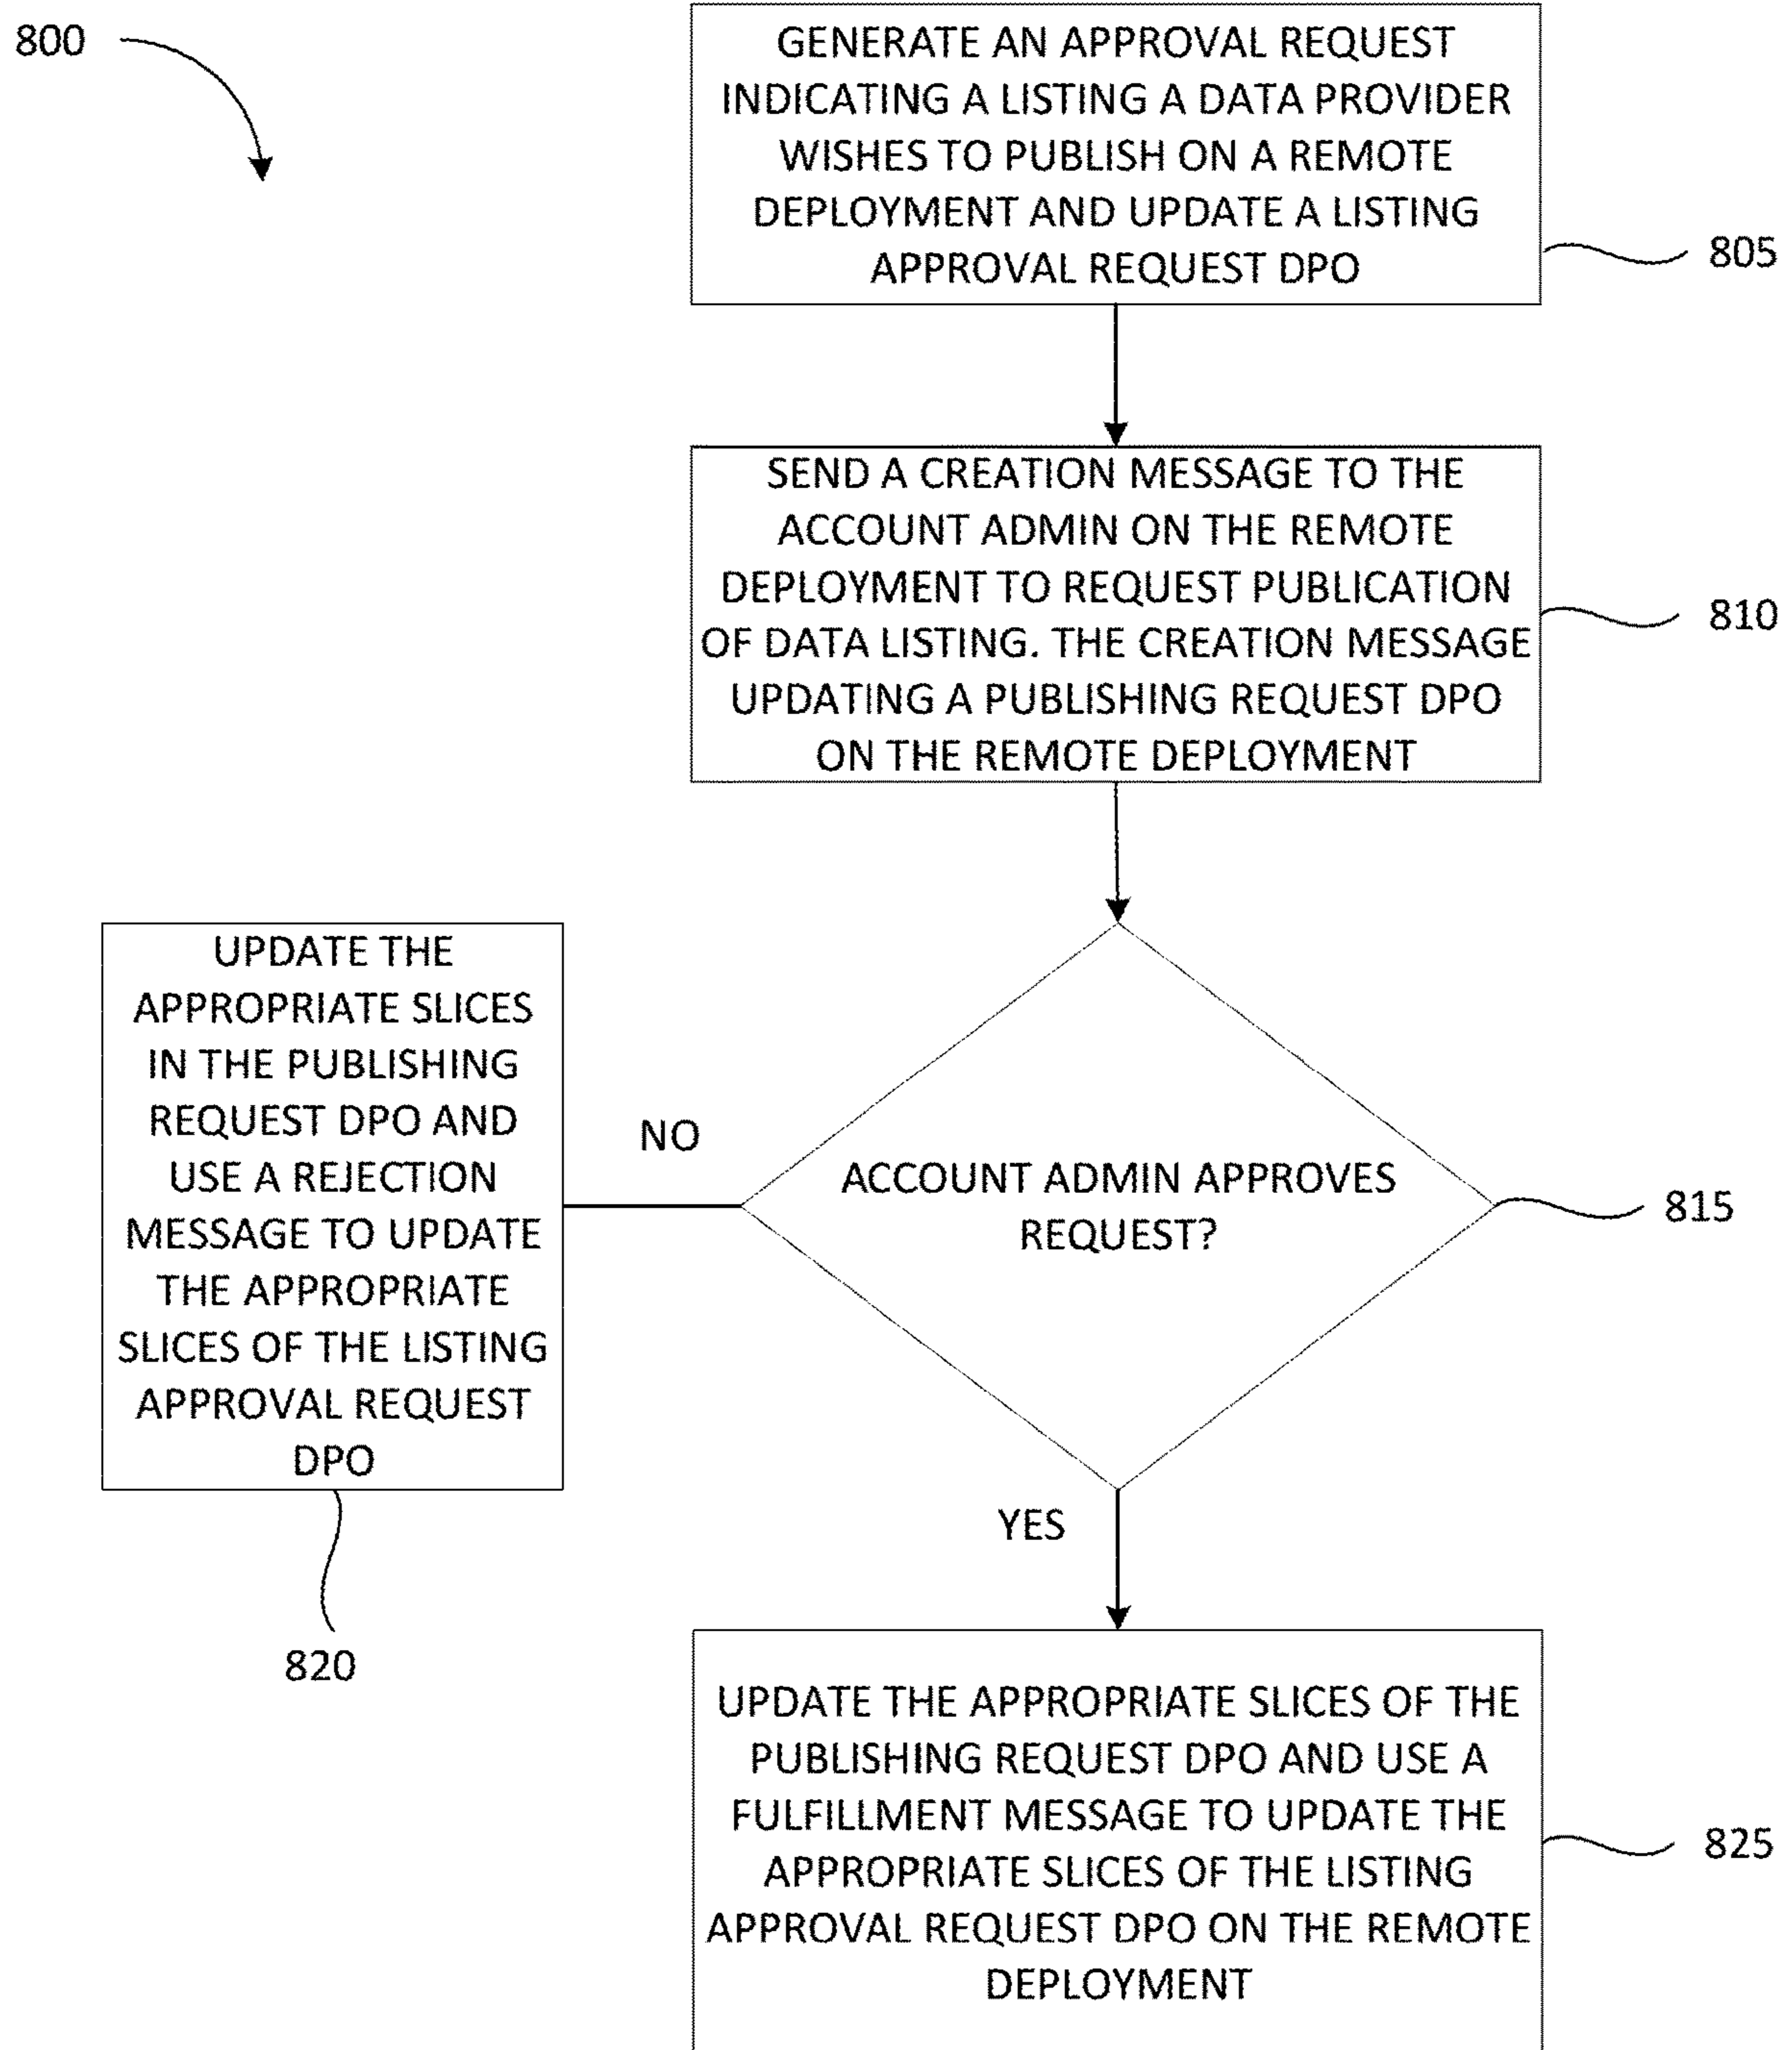 800
GENERATE AN APPROVAL REQUEST
INDICATING A LISTING A DATA PROVIDER
WISHES TO PUBLISH ON A REMOTE
DEPLOYMENT AND UPDATE A LISTING
APPROVAL REQUEST DPO
805
SEND A CREATION MESSAGE TO THE
ACCOUNT ADMIN ON THE REMOTE
DEPLOYMENT TO REQUEST PUBLICATION
OF DATA LISTING. THE CREATION MESSAGE
UPDATING A PUBLISHING REQUEST DPO
ON THE REMOTE DEPLOYMENT
810
ACCOUNT ADMIN APPROVES
REQUEST?
815
NO
UPDATE THE
APPROPRIATE SLICES
IN THE PUBLISHING
REQUEST DPO AND
USE A REJECTION
MESSAGE TO UPDATE
THE APPROPRIATE
SLICES OF THE LISTING
APPROVAL REQUEST
DPO
820
YES
UPDATE THE APPROPRIATE SLICES OF THE
PUBLISHING REQUEST DPO AND USE A
FULFILLMENT MESSAGE TO UPDATE THE
APPROPRIATE SLICES OF THE LISTING
APPROVAL REQUEST DPO ON THE REMOTE
DEPLOYMENT
825